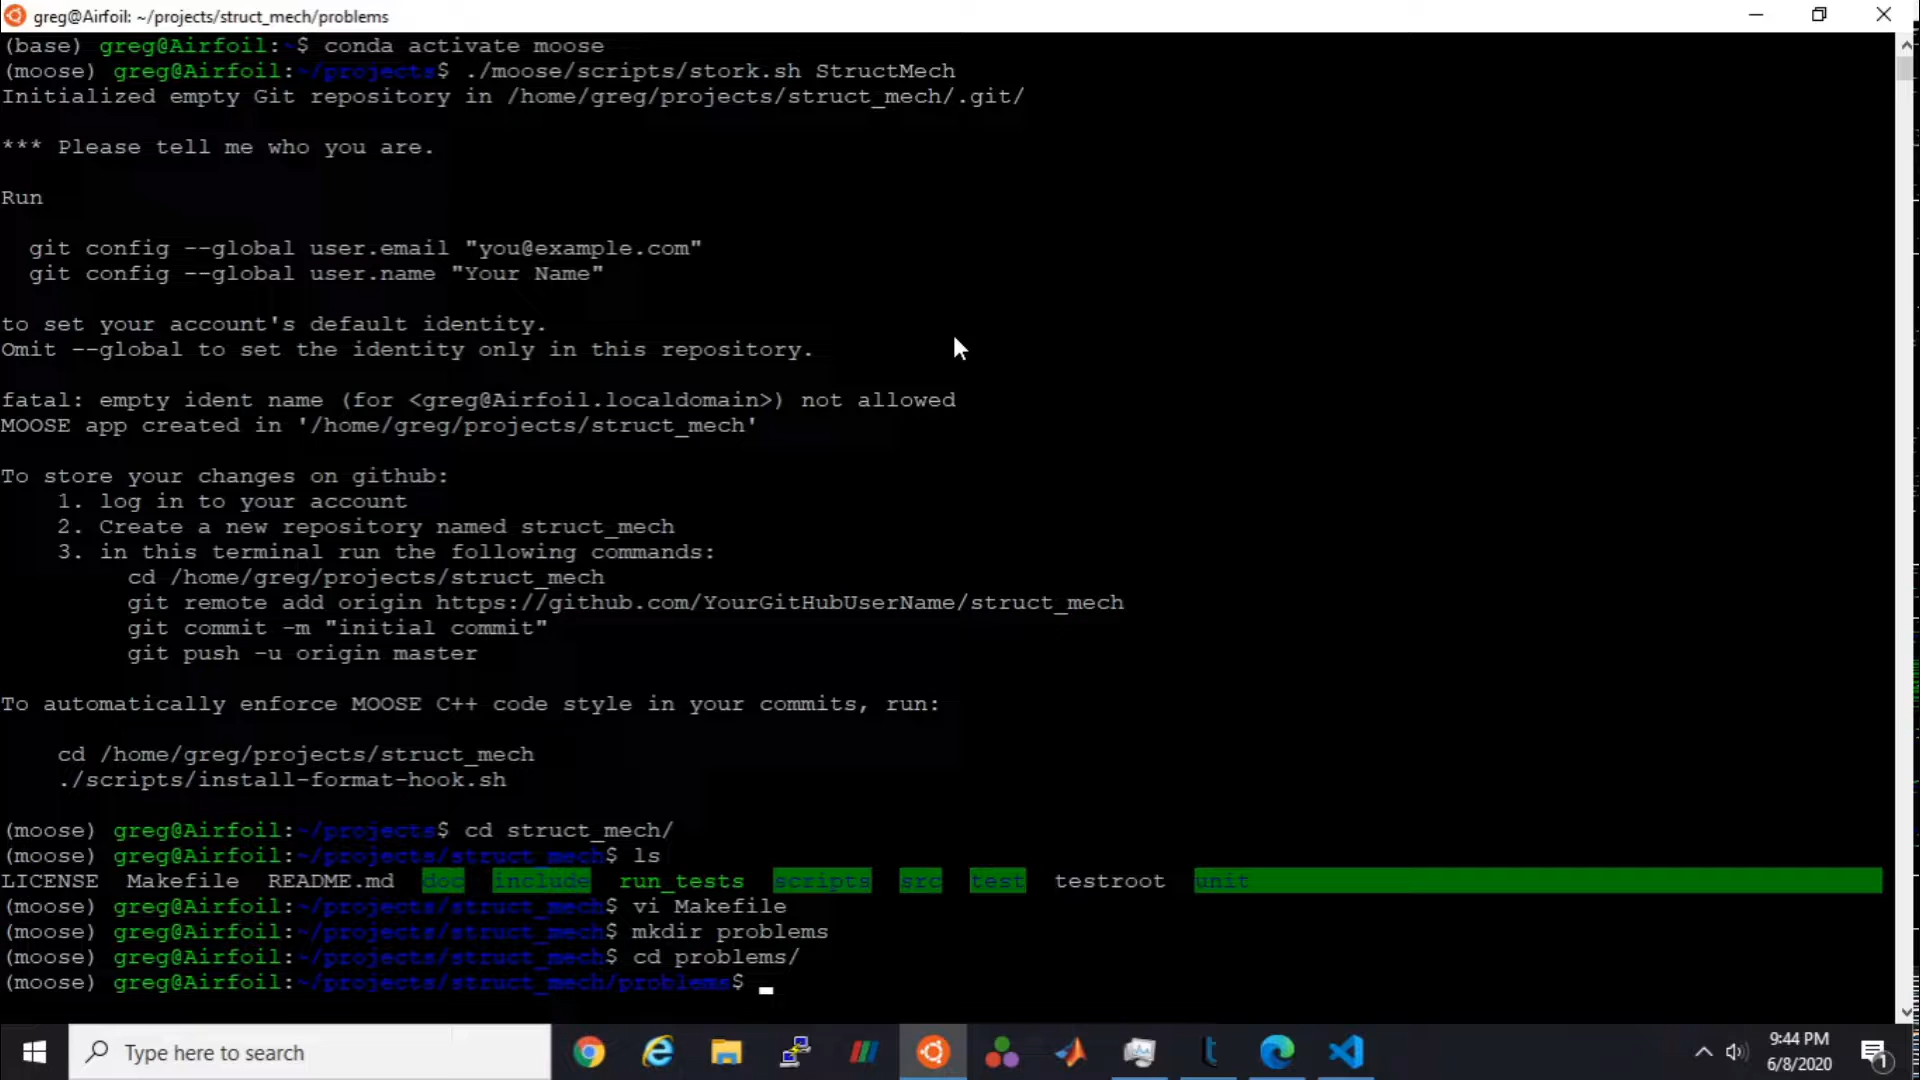 greg@Airfoil: ~/projects/struct_mech/problems
(base) greg@Airfoil:~$ conda activate moose
(moose) greg@Airfoil:~/projects$ ./moose/scripts/stork.sh StructMech
Initialized empty Git repository in /home/greg/projects/struct_mech/.git/
*** Please tell me who you are.
Run
git config --global user.email "you@example.com"
git config --global user.name "Your Name"
to set your account's default identity.
Omit --global to set the identity only in this repository.
fatal: empty ident name (for <greg@Airfoil.localdomain>) not allowed
MOOSE app created in '/home/greg/projects/struct_mech'
To store your changes on github:
1. log in to your account
2. Create a new repository named struct_mech
3. in this terminal run the following commands:
cd /home/greg/projects/struct_mech
git remote add origin https://github.com/YourGitHubUserName/struct_mech
git commit -m "initial commit"
git push -u origin master
To automatically enforce MOOSE C++ code style in your commits, run:
cd /home/greg/projects/struct_mech
./scripts/install-format-hook.sh
(moose) greg@Airfoil:~/projects$ cd struct_mech/
(moose) greg@Airfoil:~/projects/struct_mech$ ls
LICENSE Makefile README.md doc include run_tests scripts src test testroot unit
(moose) greg@Airfoil:~/projects/struct_mech$ vi Makefile
(moose) greg@Airfoil:~/projects/struct_mech$ mkdir problems
(moose) greg@Airfoil:~/projects/struct_mech$ cd problems/
(moose) greg@Airfoil:~/projects/struct_mech/problems$
Type here to search
9:44 PM
6/8/2020
1